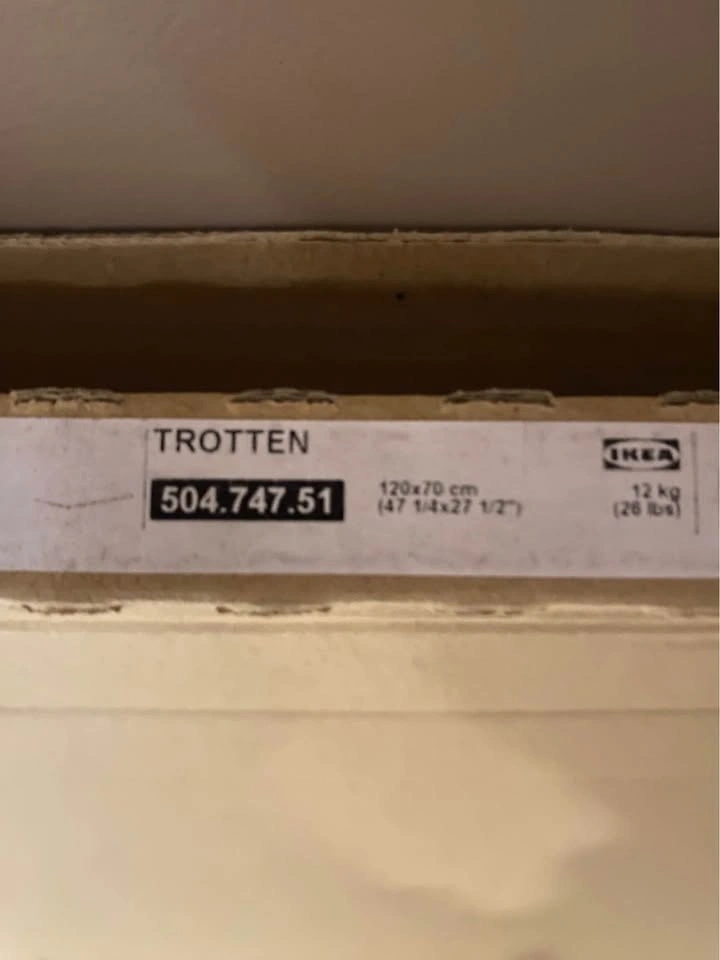 TROTTEN
IKEA
504.747.51
120x70 cm
(47 1/4x27 1/2")
12 kg
(26 lbs)